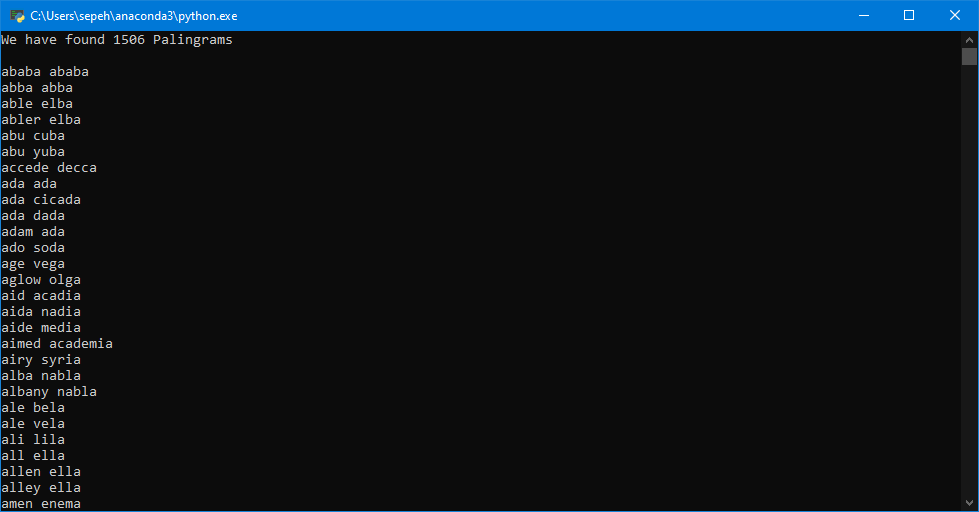 C:\Users\sepeh\anaconda3\python.exe
We have found 1506 Palingrams
ababa ababa
abba abba
able elba
abler elba
abu cuba
abu yuba
accede decca
ada ada
ada cicada
ada dada
adam ada
ado soda
age vega
aglow olga
aid acadia
aida nadia
aide media
aimed academia
airy syria
alba nabla
albany nabla
ale bela
ale vela
ali lila
all ella
allen ella
alley ella
amen enema